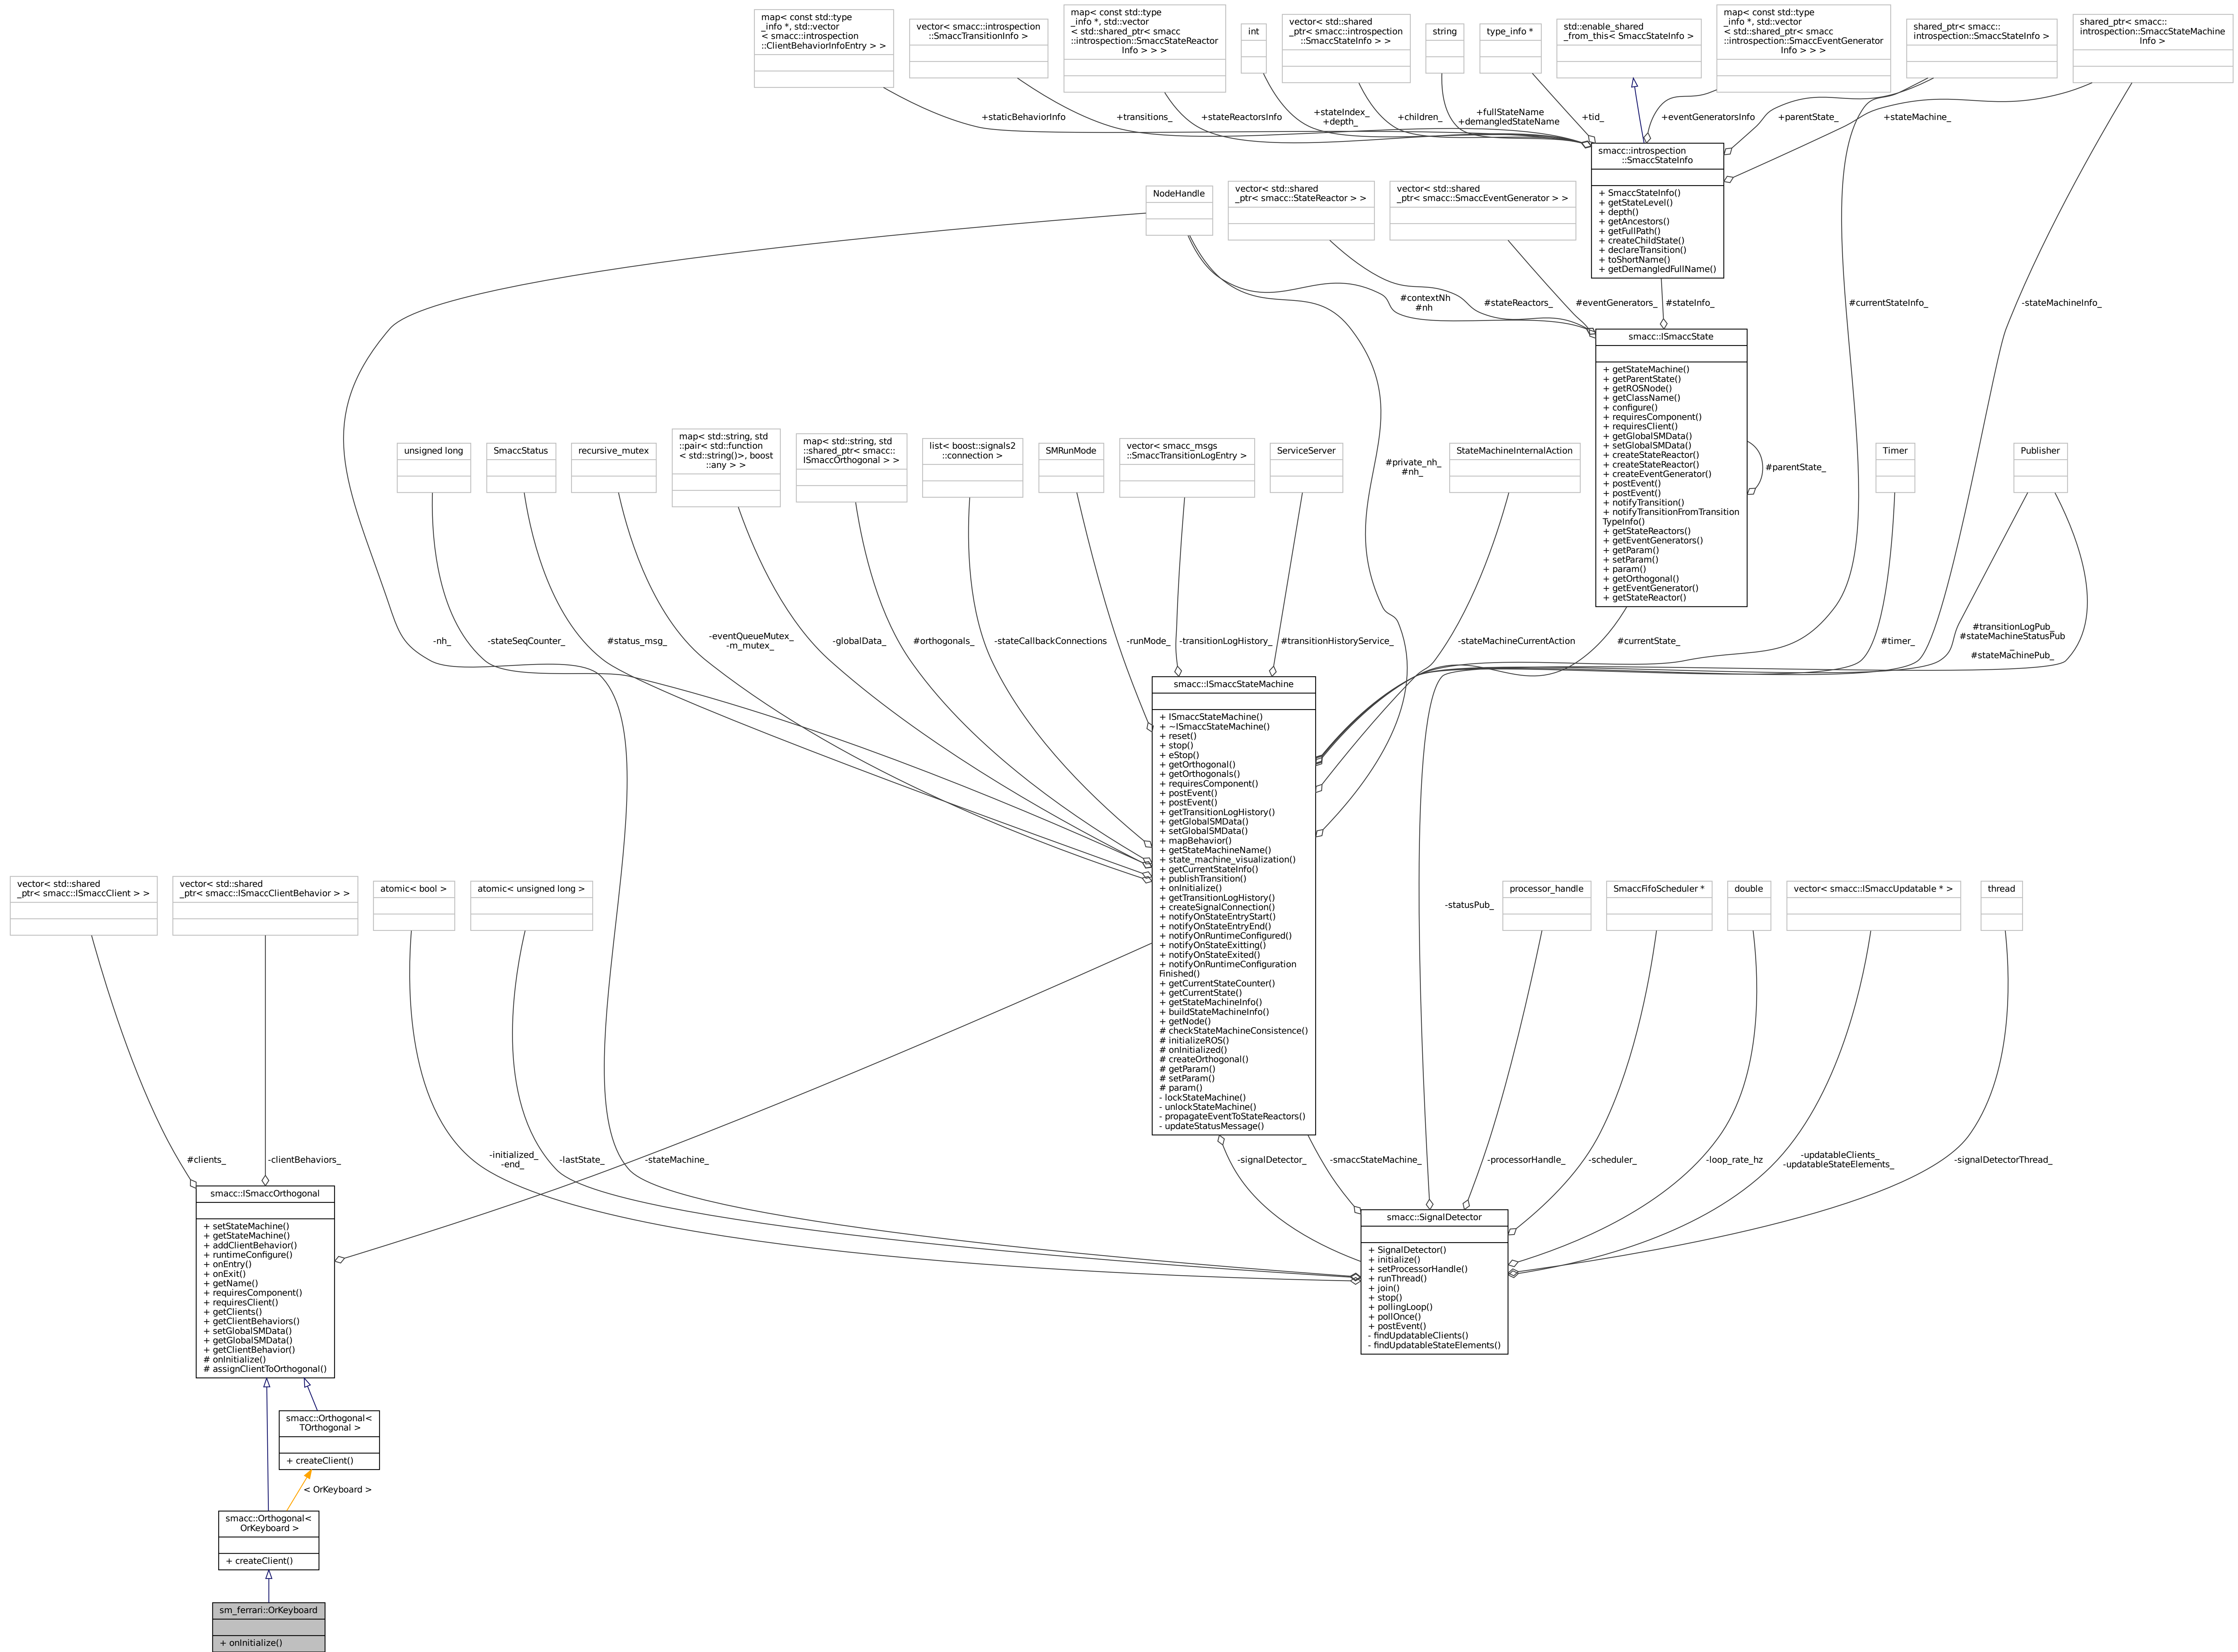 map< const std::type
_info *, std::vector
< smacc::introspection
::ClientBehaviorInfoEntry > >
vector< smacc::introspection
::SmaccTransitionInfo >
map< const std::type
_info *, std::vector
< std::shared_ptr< smacc
::introspection::SmaccStateReactor
Info > > >
int
vector< std::shared
_ptr< smacc::introspection
::SmaccStateInfo > >
string
type_info *
std::enable_shared
_from_this< SmaccStateInfo >
map< const std::type
_info *, std::vector
< std::shared_ptr< smacc
::introspection::SmaccEventGenerator
Info > > >
shared_ptr< smacc::
introspection::SmaccStateInfo >
shared_ptr< smacc::
introspection::SmaccStateMachine
Info >
+staticBehaviorInfo
+transitions_
+stateReactorsInfo
+stateIndex_
+depth_
+children_
+fullStateName
+demangledStateName
+tid_
+eventGeneratorsInfo
+parentState_
+stateMachine_
smacc::introspection
::SmaccStateInfo
+ SmaccStateInfo()
+ getStateLevel()
+ depth()
+ getAncestors()
+ getFullPath()
+ createChildState()
+ declareTransition()
+ toShortName()
+ getDemangledFullName()
NodeHandle
vector< std::shared
_ptr< smacc::StateReactor > >
vector< std::shared
_ptr< smacc::SmaccEventGenerator > >
#contextNh
#nh
#stateReactors_
#eventGenerators_
#stateInfo_
#currentStateInfo_
-stateMachineInfo_
smacc::ISmaccState
+ getStateMachine()
+ getParentState()
+ getROSNode()
+ getClassName()
+ configure()
+ requiresComponent()
+ requiresClient()
+ getGlobalSMData()
+ setGlobalSMData()
+ createStateReactor()
+ createStateReactor()
+ createEventGenerator()
+ postEvent()
+ postEvent()
+ notifyTransition()
+ notifyTransitionFromTransition
TypeInfo()
+ getStateReactors()
+ getEventGenerators()
+ getParam()
+ setParam()
+ param()
+ getOrthogonal()
+ getEventGenerator()
+ getStateReactor()
#parentState_
unsigned long
SmaccStatus
recursive_mutex
map< std::string, std
::pair< std::function
< std::string()>, boost
::any > >
map< std::string, std
::shared_ptr< smacc::
ISmaccOrthogonal > >
list< boost::signals2
::connection >
SMRunMode
vector< smacc_msgs
::SmaccTransitionLogEntry >
ServiceServer
#private_nh_
#nh_
StateMachineInternalAction
Timer
Publisher
-nh_
-stateSeqCounter_
#status_msg_
-eventQueueMutex_
-m_mutex_
-globalData_
#orthogonals_
-stateCallbackConnections
-runMode_
-transitionLogHistory_
#transitionHistoryService_
-stateMachineCurrentAction
#currentState_
#timer_
#transitionLogPub_
#stateMachineStatusPub
_
#stateMachinePub_
smacc::ISmaccStateMachine
+ ISmaccStateMachine()
+ ~ISmaccStateMachine()
+ reset()
+ stop()
+ eStop()
+ getOrthogonal()
+ getOrthogonals()
+ requiresComponent()
+ postEvent()
+ postEvent()
+ getTransitionLogHistory()
+ getGlobalSMData()
+ setGlobalSMData()
+ mapBehavior()
+ getStateMachineName()
+ state_machine_visualization()
+ getCurrentStateInfo()
+ publishTransition()
+ onInitialize()
+ getTransitionLogHistory()
+ createSignalConnection()
+ notifyOnStateEntryStart()
+ notifyOnStateEntryEnd()
+ notifyOnRuntimeConfigured()
+ notifyOnStateExitting()
+ notifyOnStateExited()
+ notifyOnRuntimeConfiguration
Finished()
+ getCurrentStateCounter()
+ getCurrentState()
+ getStateMachineInfo()
+ buildStateMachineInfo()
+ getNode()
# checkStateMachineConsistence()
# initializeROS()
# onInitialized()
# createOrthogonal()
# getParam()
# setParam()
# param()
- lockStateMachine()
- unlockStateMachine()
- propagateEventToStateReactors()
- updateStatusMessage()
vector< std::shared
_ptr< smacc::ISmaccClient > >
vector< std::shared
_ptr< smacc::ISmaccClientBehavior > >
atomic< bool >
atomic< unsigned long >
-statusPub_
processor_handle
SmaccFifoScheduler *
double
vector< smacc::ISmaccUpdatable * >
thread
#clients_
-clientBehaviors_
-initialized_
-end_
-lastState_
-stateMachine_
-signalDetector_
-smaccStateMachine_
-processorHandle_
-scheduler_
-loop_rate_hz
-updatableClients_
-updatableStateElements_
-signalDetectorThread_
smacc::ISmaccOrthogonal
+ setStateMachine()
+ getStateMachine()
+ addClientBehavior()
+ runtimeConfigure()
+ onEntry()
+ onExit()
+ getName()
+ requiresComponent()
+ requiresClient()
+ getClients()
+ getClientBehaviors()
+ setGlobalSMData()
+ getGlobalSMData()
+ getClientBehavior()
# onInitialize()
# assignClientToOrthogonal()
smacc::SignalDetector
+ SignalDetector()
+ initialize()
+ setProcessorHandle()
+ runThread()
+ join()
+ stop()
+ pollingLoop()
+ pollOnce()
+ postEvent()
- findUpdatableClients()
- findUpdatableStateElements()
smacc::Orthogonal<
TOrthogonal >
+ createClient()
< OrKeyboard >
smacc::Orthogonal<
OrKeyboard >
+ createClient()
sm_ferrari::OrKeyboard
+ onInitialize()